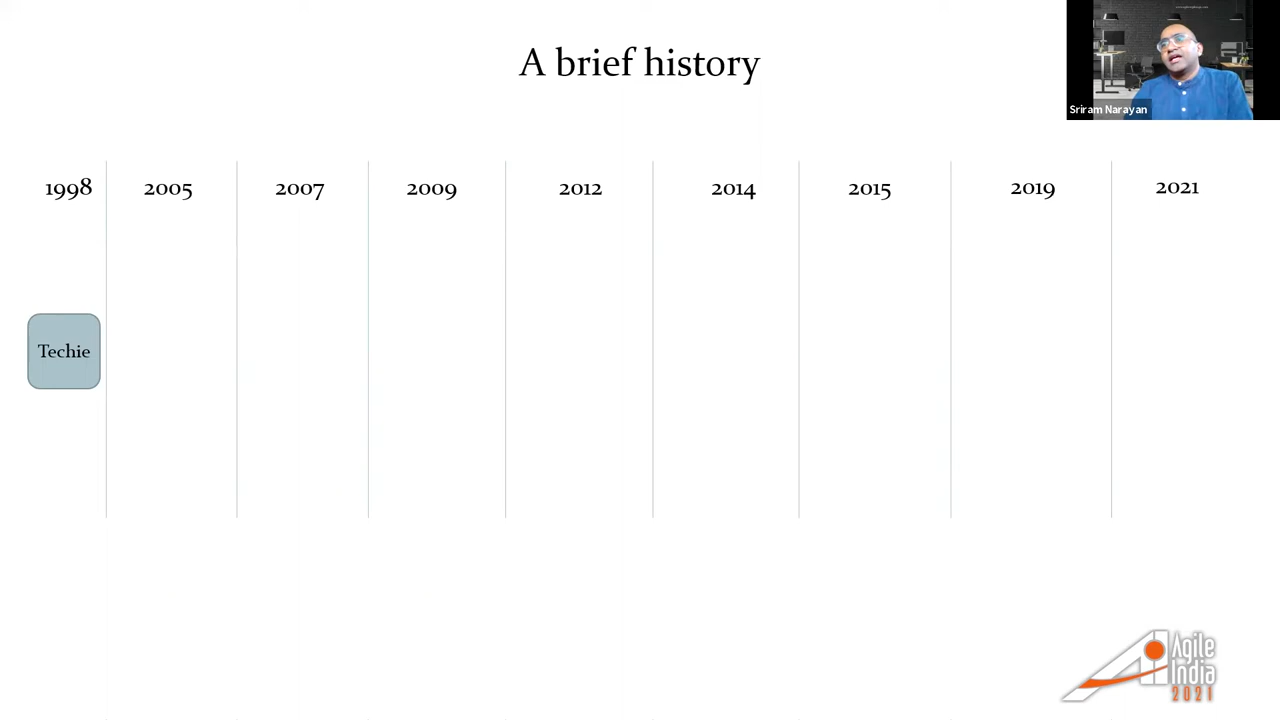 A brief history
Sriram Narayan
1998 2005 2007 2009 2012 2014 2015 2019 2021
Techie
Agile
India
2021